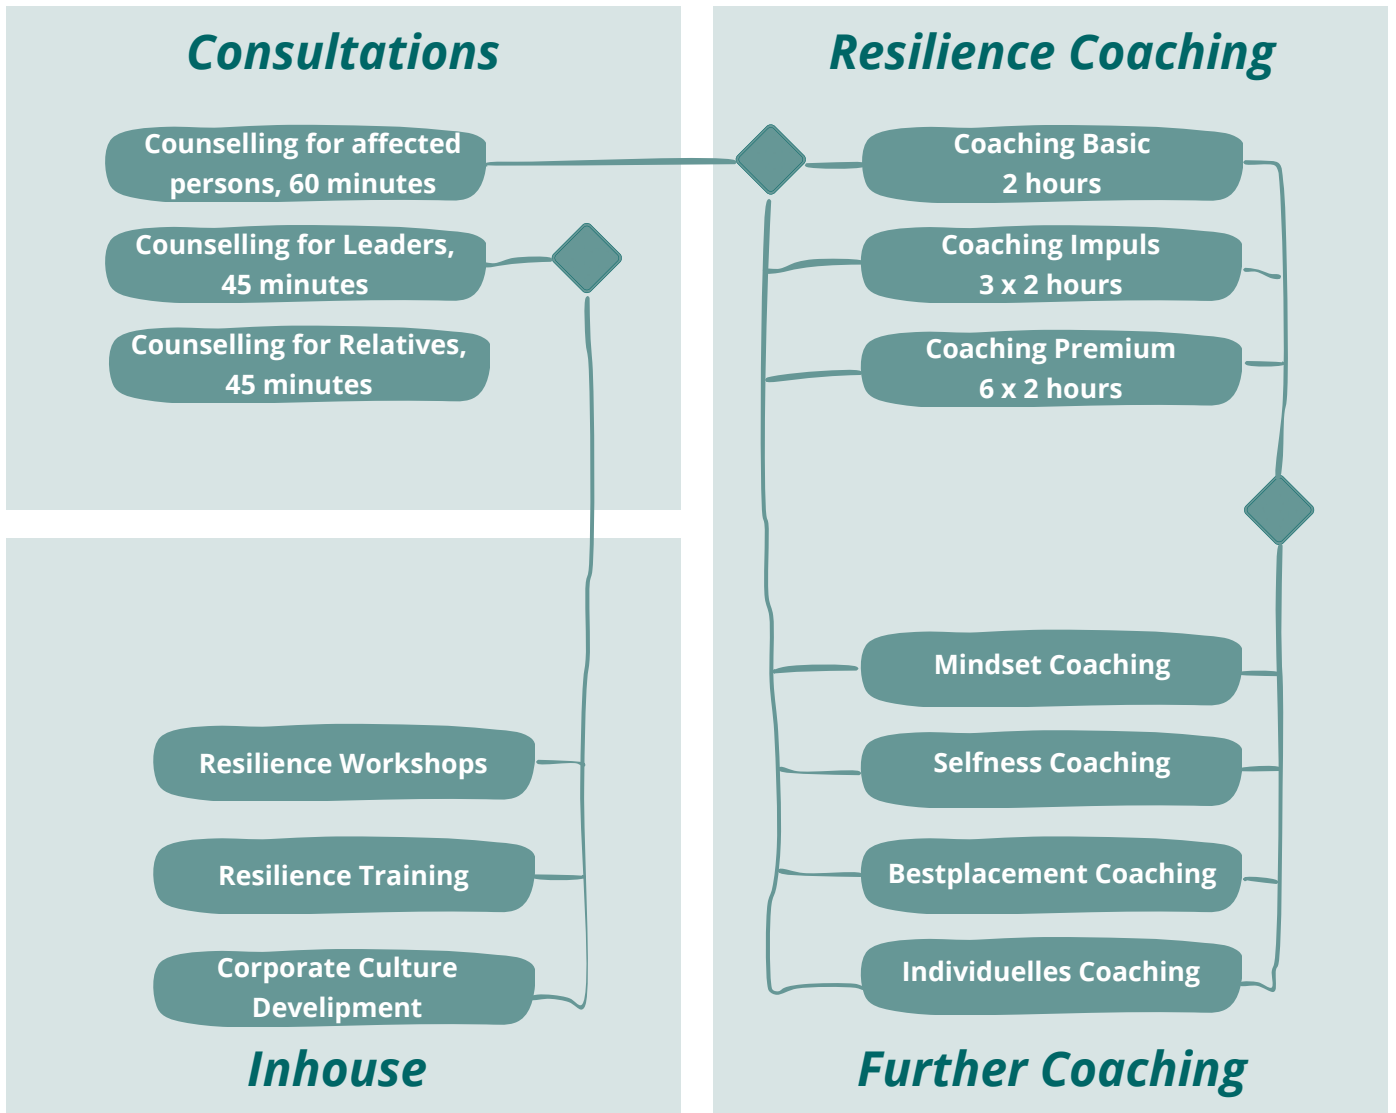 Consultations
Counselling for affected
persons, 60 minutes
Counselling for Leaders,
45 minutes
Counselling for Relatives,
45 minutes
Resilience Workshops
Resilience Training
Corporate Culture
Develipment
Inhouse
Resilience Coaching
Coaching Basic
2 hours
Coaching Impuls
3 x 2 hours
Coaching Premium
6 x 2 hours
Mindset Coaching
Selfness Coaching
Bestplacement Coaching
Individuelles Coaching
Further Coaching